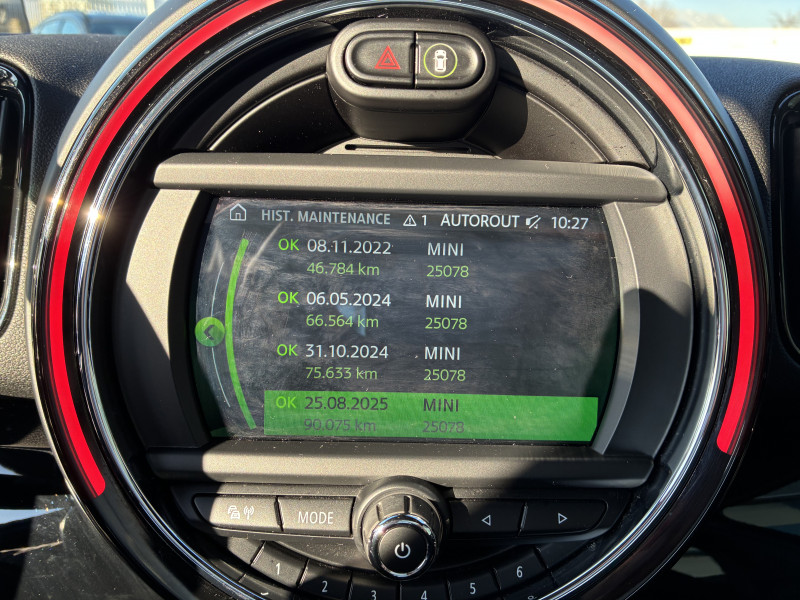 HIST. MAINTENANCE 1 AUTOROUT 10:27
OK 08.11.2022 MINI
46.784 km 25078
OK 06.05.2024 MINI
66.564 km 25078
OK 31.10.2024 MINI
75.633 km 25078
OK 25.08.2025 MINI
90.075 km 25078
MODE
1 2 3 4 5 6